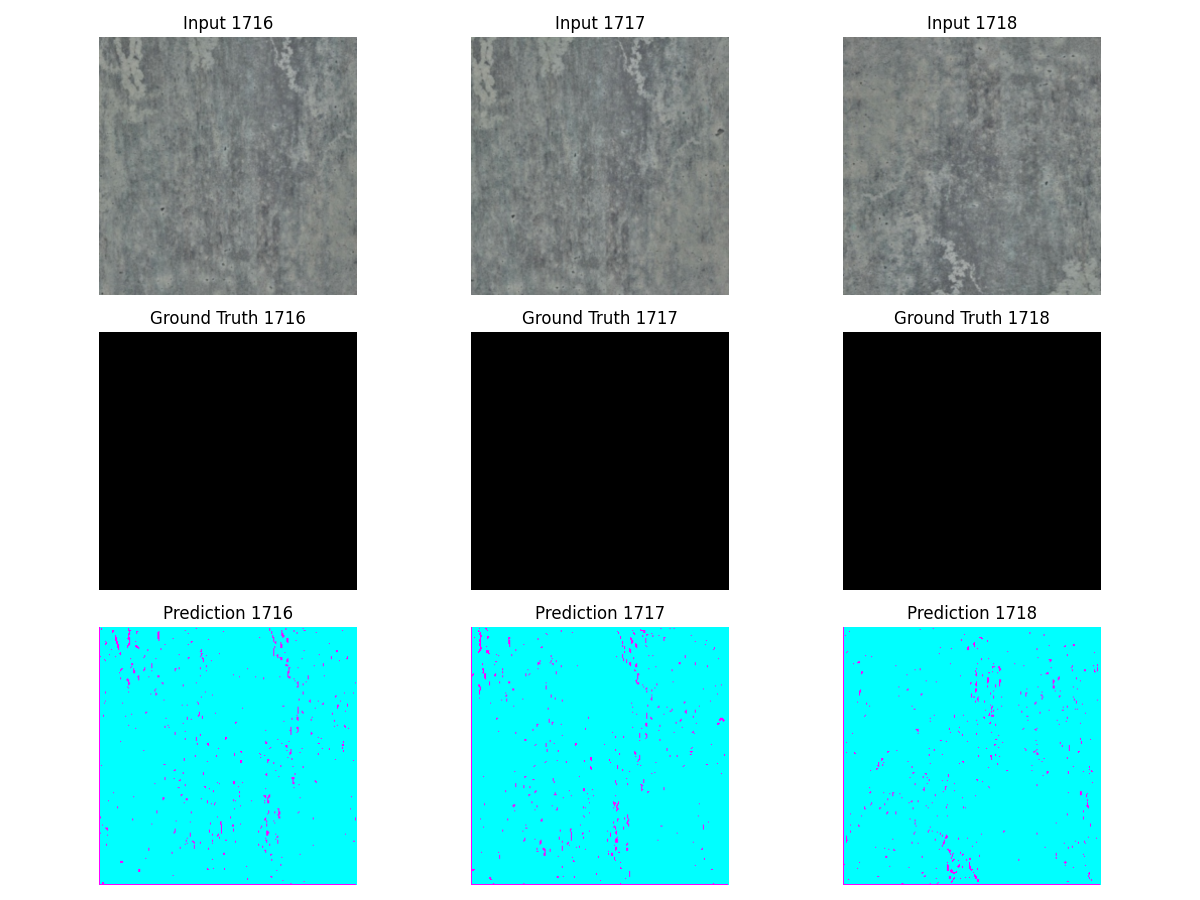 Input 1716
Input 1717
Input 1718
Ground Truth 1716
Ground Truth 1717
Ground Truth 1718
Prediction 1716
Prediction 1717
Prediction 1718